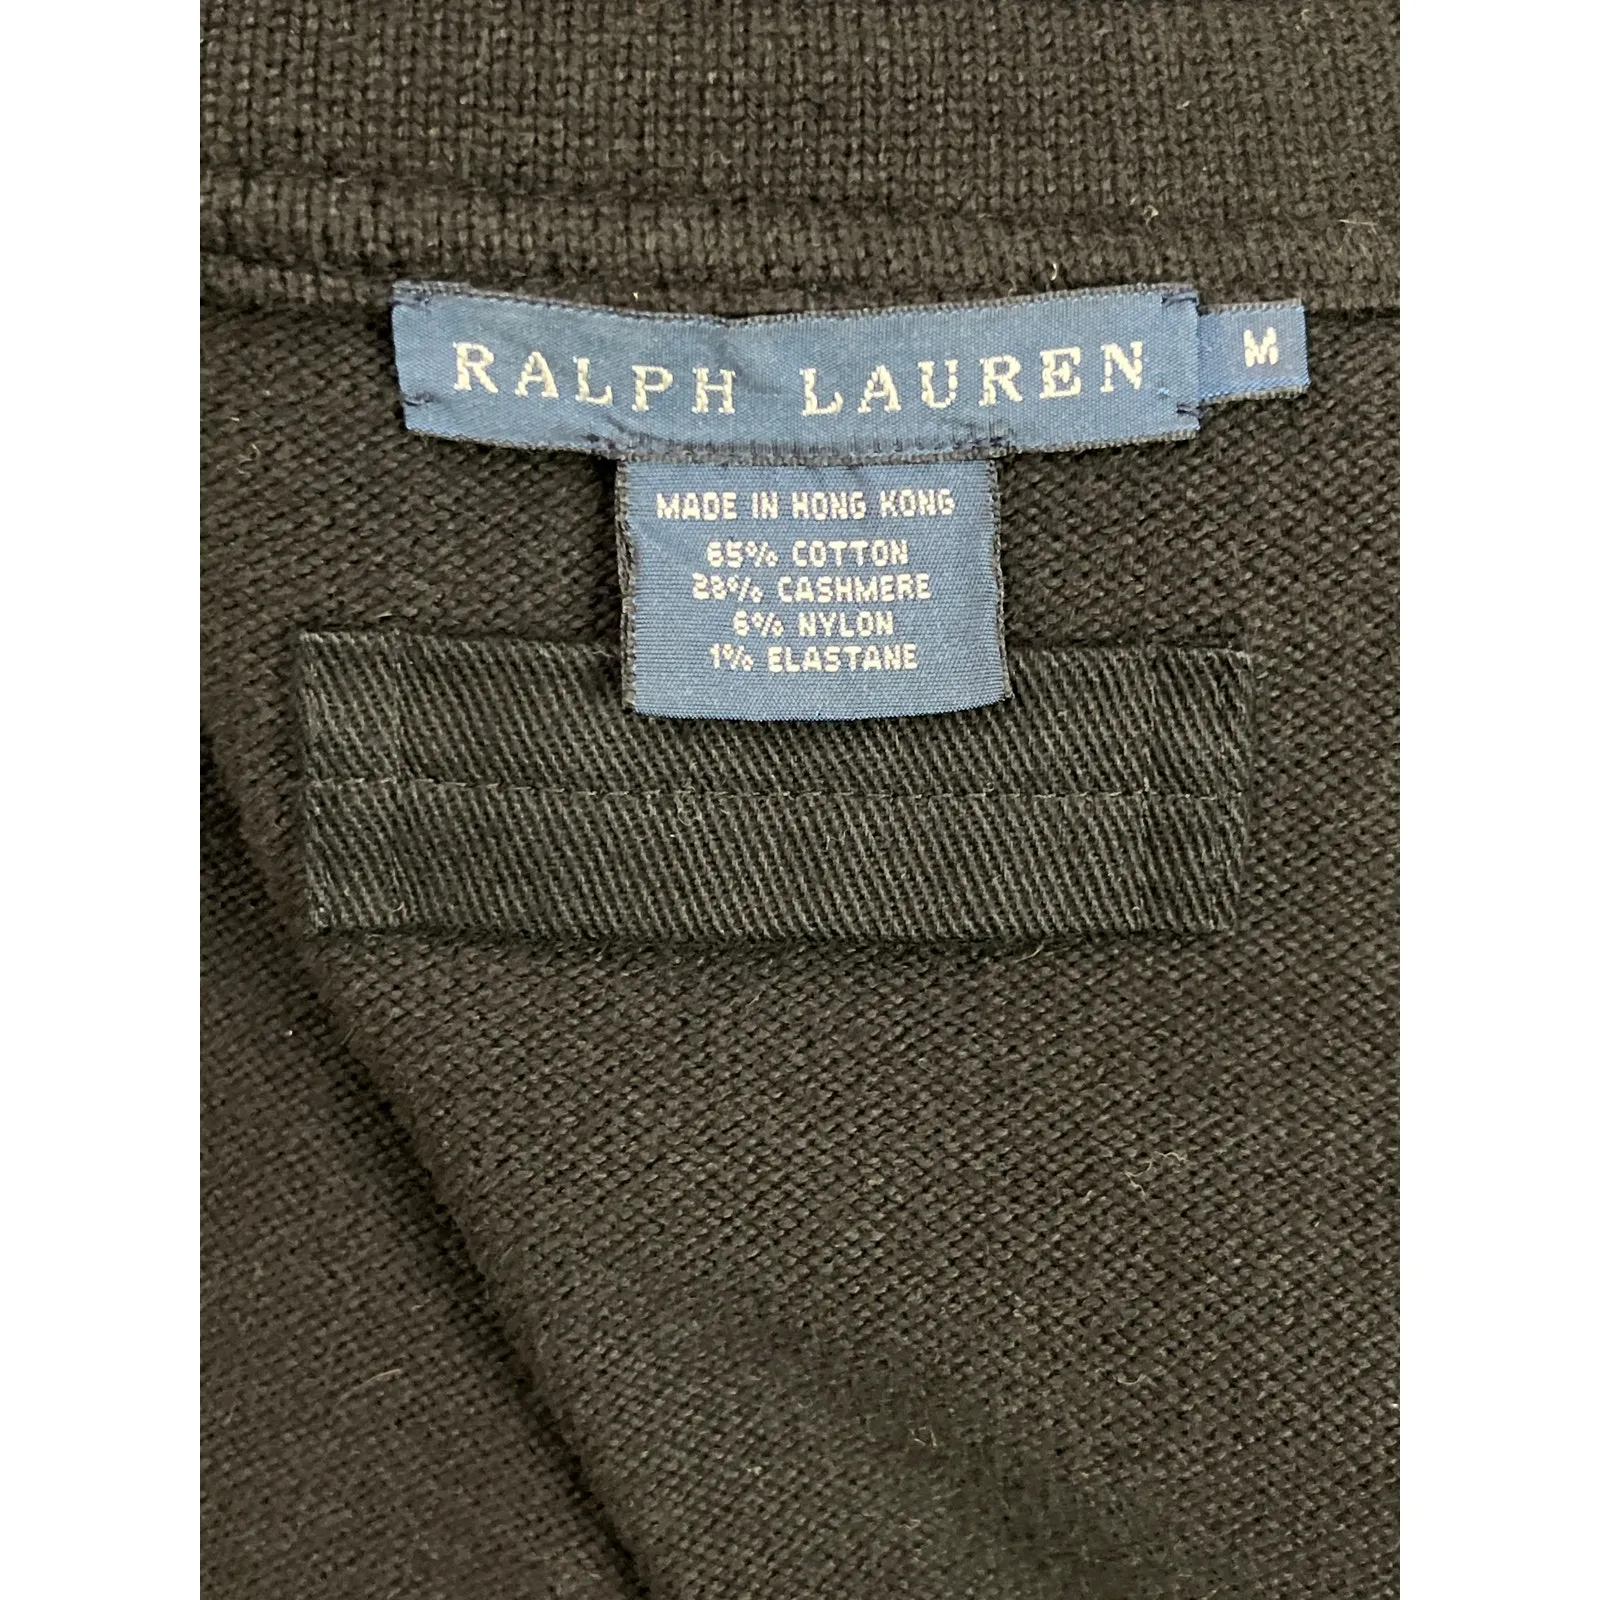 RALPH LAUREN M
MADE IN HONG KONG
65% COTTON
28% CASHMERE
6% NYLON
1% ELASTANE